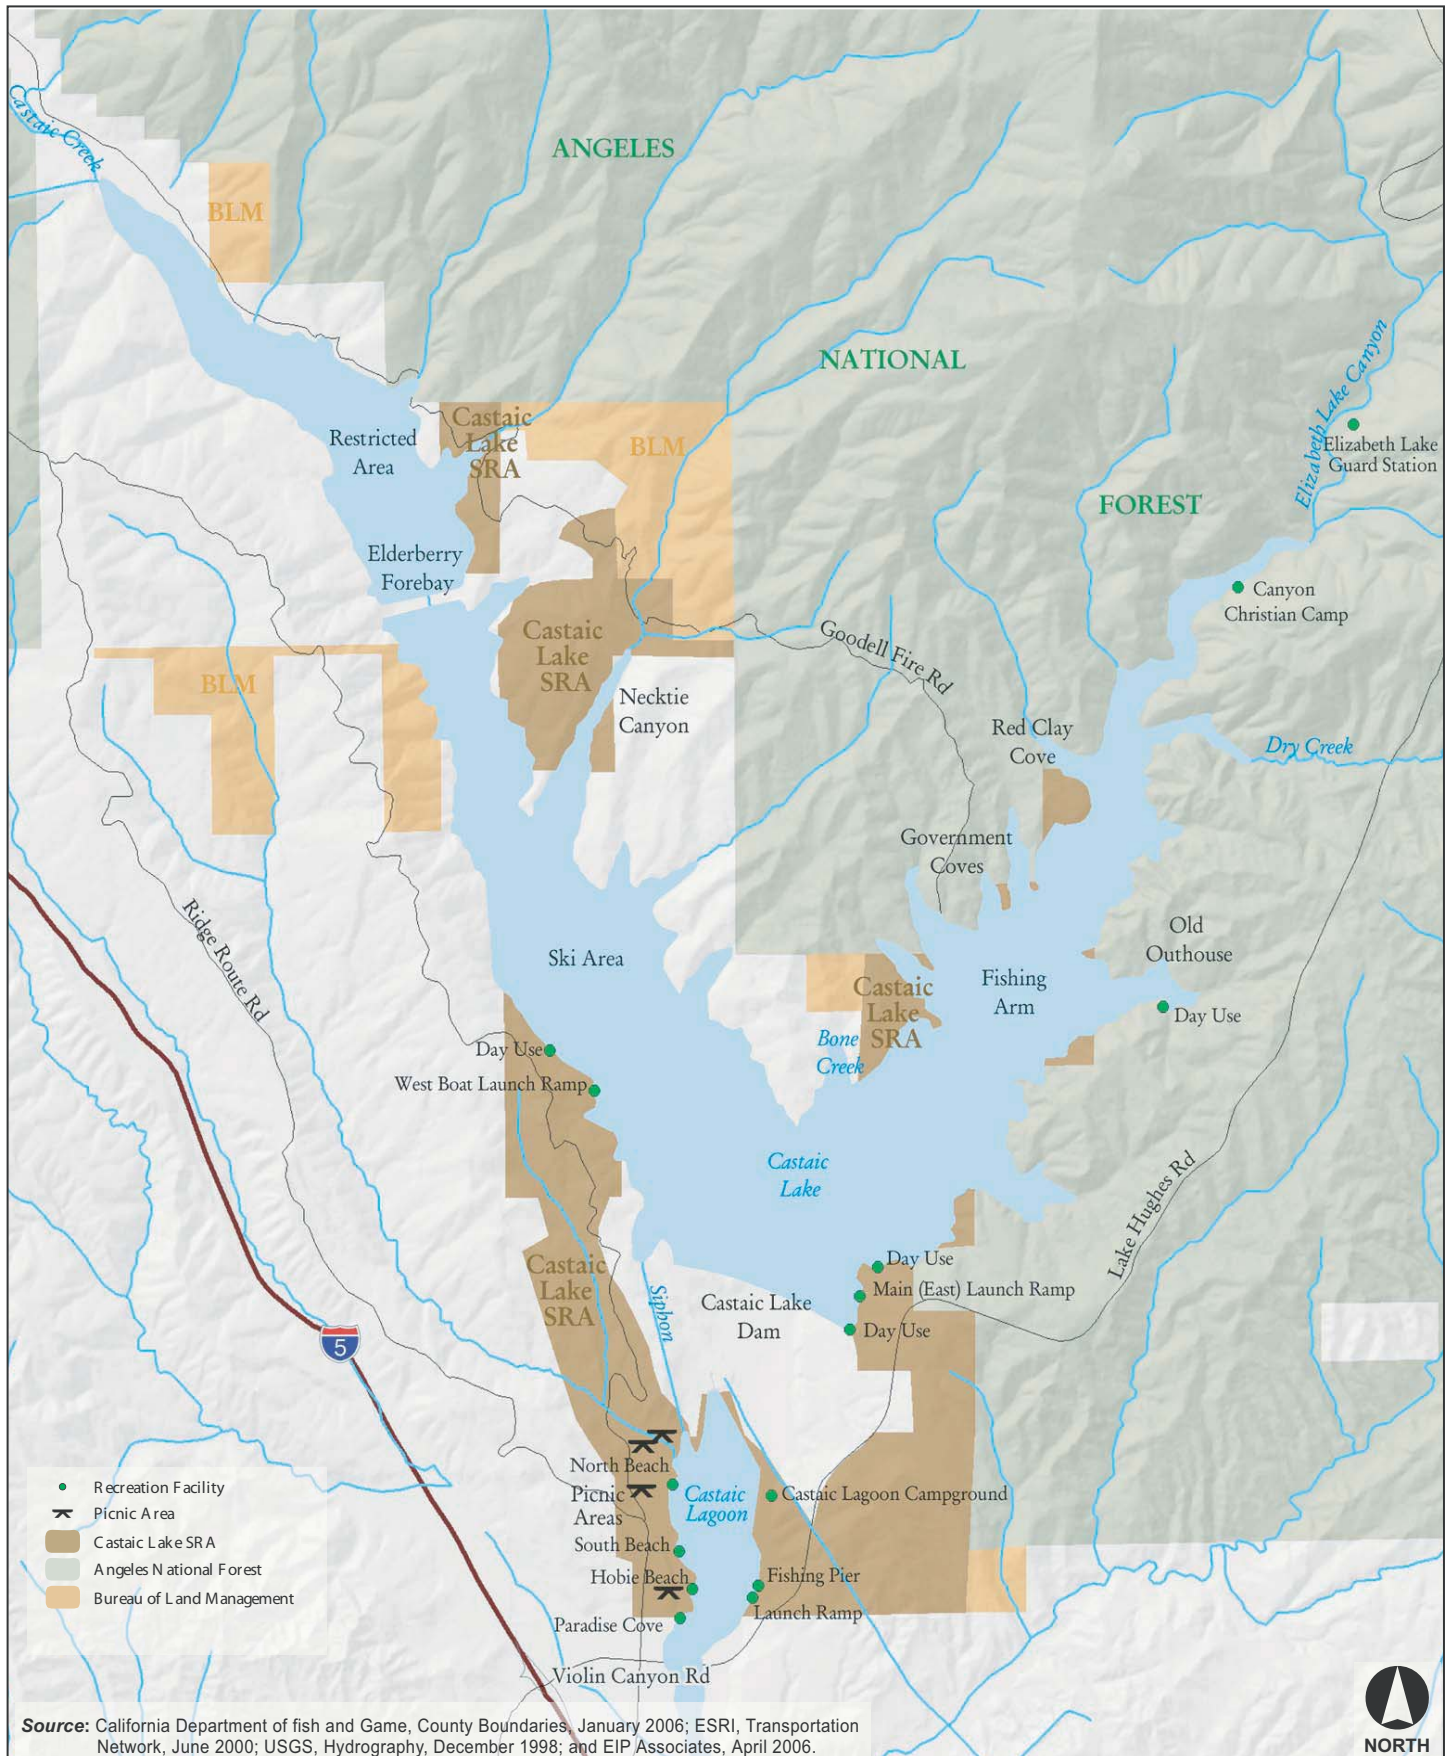 Castaic Creek
ANGELES
BLM
NATIONAL
Elizabeth Lake Canyon
Castaic
Lake
SRA
Restricted
Area
BLM
Elizabeth Lake
Guard Station
FOREST
Elderberry
Forebay
Canyon
Christian Camp
Castaic
Lake
SRA
Goodell Fire Rd
BLM
Necktie
Canyon
Red Clay
Cove
Dry Creek
Government
Coves
Ridge Route Rd
Old
Outhouse
Ski Area
Fishing
Arm
Castaic
Lake
SRA
Day Use
Bone
Creek
Day Use
West Boat Launch Ramp
Castaic
Lake
Lake Hughes Rd
Castaic
Lake
SRA
Day Use
Main (East) Launch Ramp
Siphon
Castaic Lake
Dam
Day Use
5
North Beach
Picnic
Areas
Castaic
Lagoon
Castaic Lagoon Campground
South Beach
Hobie Beach
Fishing Pier
Launch Ramp
Paradise Cove
Violin Canyon Rd
Recreation Facility
Picnic Area
Castaic Lake SRA
Angeles National Forest
Bureau of Land Management
Source: California Department of fish and Game, County Boundaries, January 2006; ESRI, Transportation
Network, June 2000; USGS, Hydrography, December 1998; and EIP Associates, April 2006.
NORTH